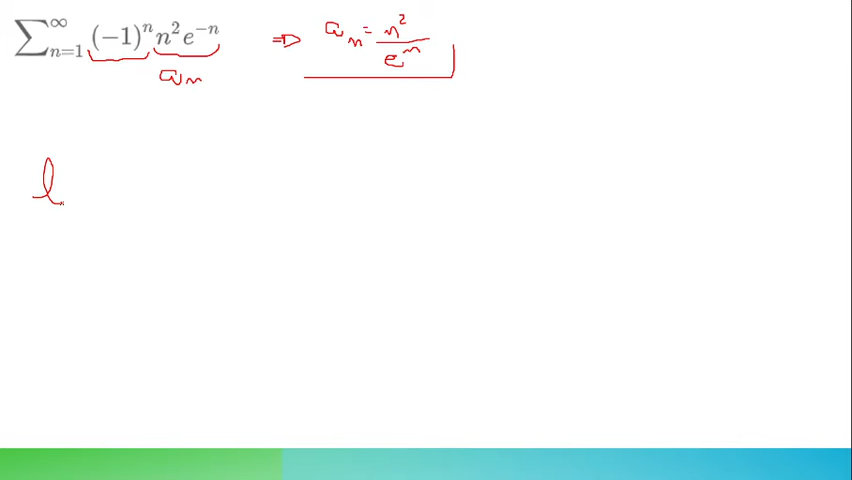 ∑_{n=1}^{∞} (−1)^n n^2 e^{−n} ⇒ a_n = n^2 / e^n
a_n
l